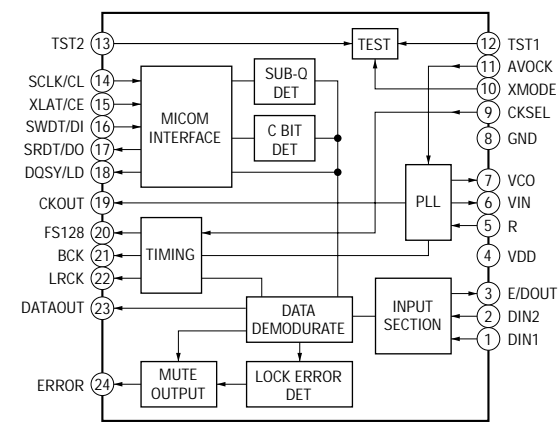 TST2 13 TEST 12 TST1
11 AVOCK
SCLK/CL 14 SUB-Q
DET 10 XMODE
XLAT/CE 15 MICOM
INTERFACE 9 CKSEL
SWDT/DI 16 C BIT
DET 8 GND
SRDT/DO 17
DQSY/LD 18 7 VCO
CKOUT 19 PLL 6 VIN
FS128 20 5 R
BCK 21 TIMING 4 VDD
LRCK 22
3 E/DOUT
DATAOUT 23 DATA
DEMODURATE INPUT
SECTION 2 DIN2
1 DIN1
ERROR 24 MUTE
OUTPUT LOCK ERROR
DET